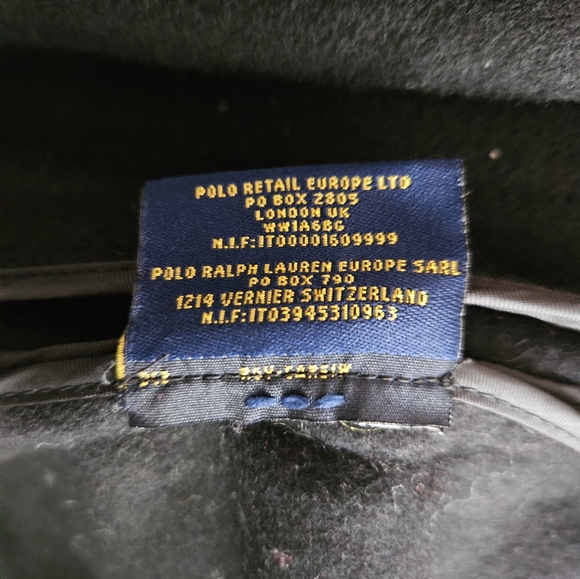 POLO RETAIL EUROPE LTD
PO BOX 2803
LONDON UK
WW1A6BG
N.I.F:IT00001609999
POLO RALPH LAUREN EUROPE SARL
PO BOX 790
1214 VERNIER SWITZERLAND
N.I.F:IT03945310963